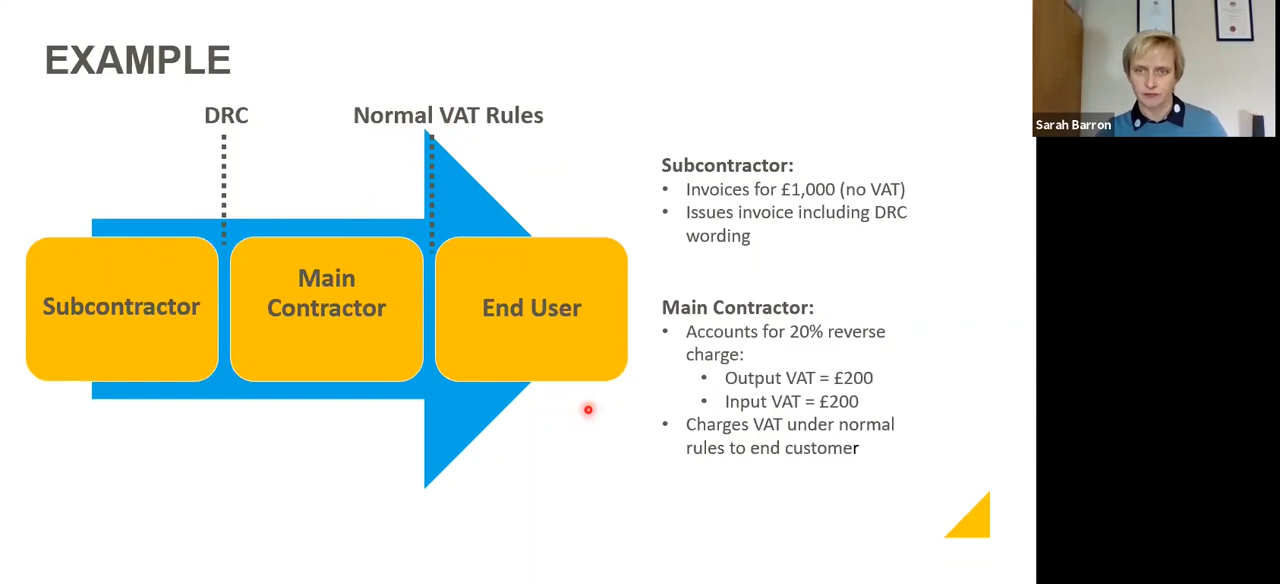 EXAMPLE
DRC
Normal VAT Rules
Subcontractor
Main
Contractor
End User
Subcontractor:
• Invoices for £1,000 (no VAT)
• Issues invoice including DRC
wording
Main Contractor:
• Accounts for 20% reverse
charge:
• Output VAT = £200
• Input VAT = £200
• Charges VAT under normal
rules to end customer
Sarah Barron